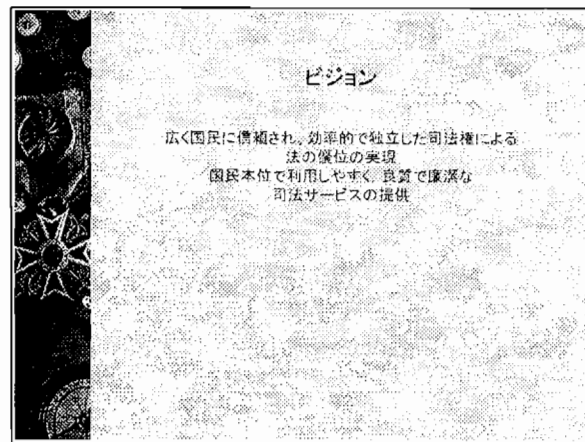 ビジョン
広く国民に信頼され、効率的で独立した司法権による
法の優位の実現
国民本位で利用しやすく、良質で廉潔な
司法サービスの提供